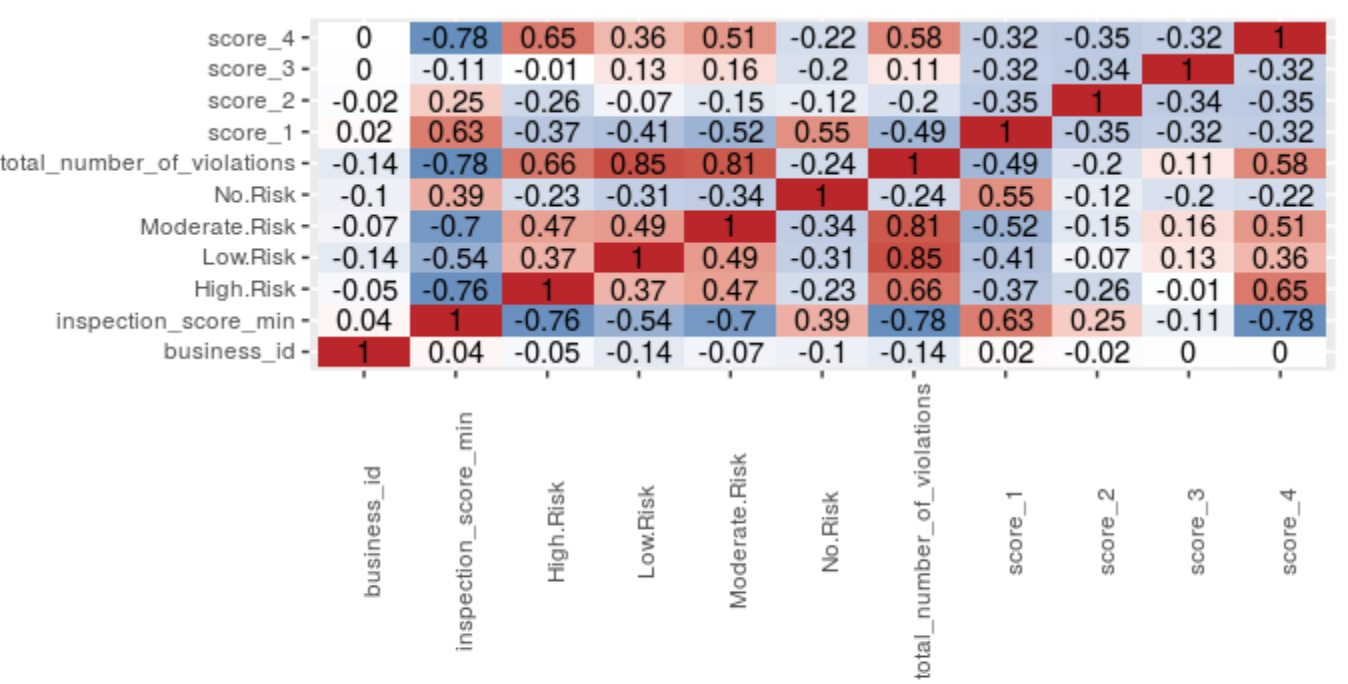 score_4 0 -0.78 0.65 0.36 0.51 -0.22 0.58 -0.32 -0.35 -0.32 1
score_3 0 -0.11 -0.01 0.13 0.16 -0.2 0.11 -0.32 -0.34 1 -0.32
score_2 -0.02 0.25 -0.26 -0.07 -0.15 -0.12 -0.2 -0.35 1 -0.34 -0.35
score_1 0.02 0.63 -0.37 -0.41 -0.52 0.55 -0.49 1 -0.35 -0.32 -0.32
total_number_of_violations -0.14 -0.78 0.66 0.85 0.81 -0.24 1 -0.49 -0.2 0.11 0.58
No.Risk -0.1 0.39 -0.23 -0.31 -0.34 1 -0.24 0.55 -0.12 -0.2 -0.22
Moderate.Risk -0.07 -0.7 0.47 0.49 1 -0.34 0.81 -0.52 -0.15 0.16 0.51
Low.Risk -0.14 -0.54 0.37 1 0.49 -0.31 0.85 -0.41 -0.07 0.13 0.36
High.Risk -0.05 -0.76 1 0.37 0.47 -0.23 0.66 -0.37 -0.26 -0.01 0.65
inspection_score_min 0.04 1 -0.76 -0.54 -0.7 0.39 -0.78 0.63 0.25 -0.11 -0.78
business_id 1 0.04 -0.05 -0.14 -0.07 -0.1 -0.14 0.02 -0.02 0 0
business_id
inspection_score_min
High.Risk
Low.Risk
Moderate.Risk
No.Risk
total_number_of_violations
score_1
score_2
score_3
score_4